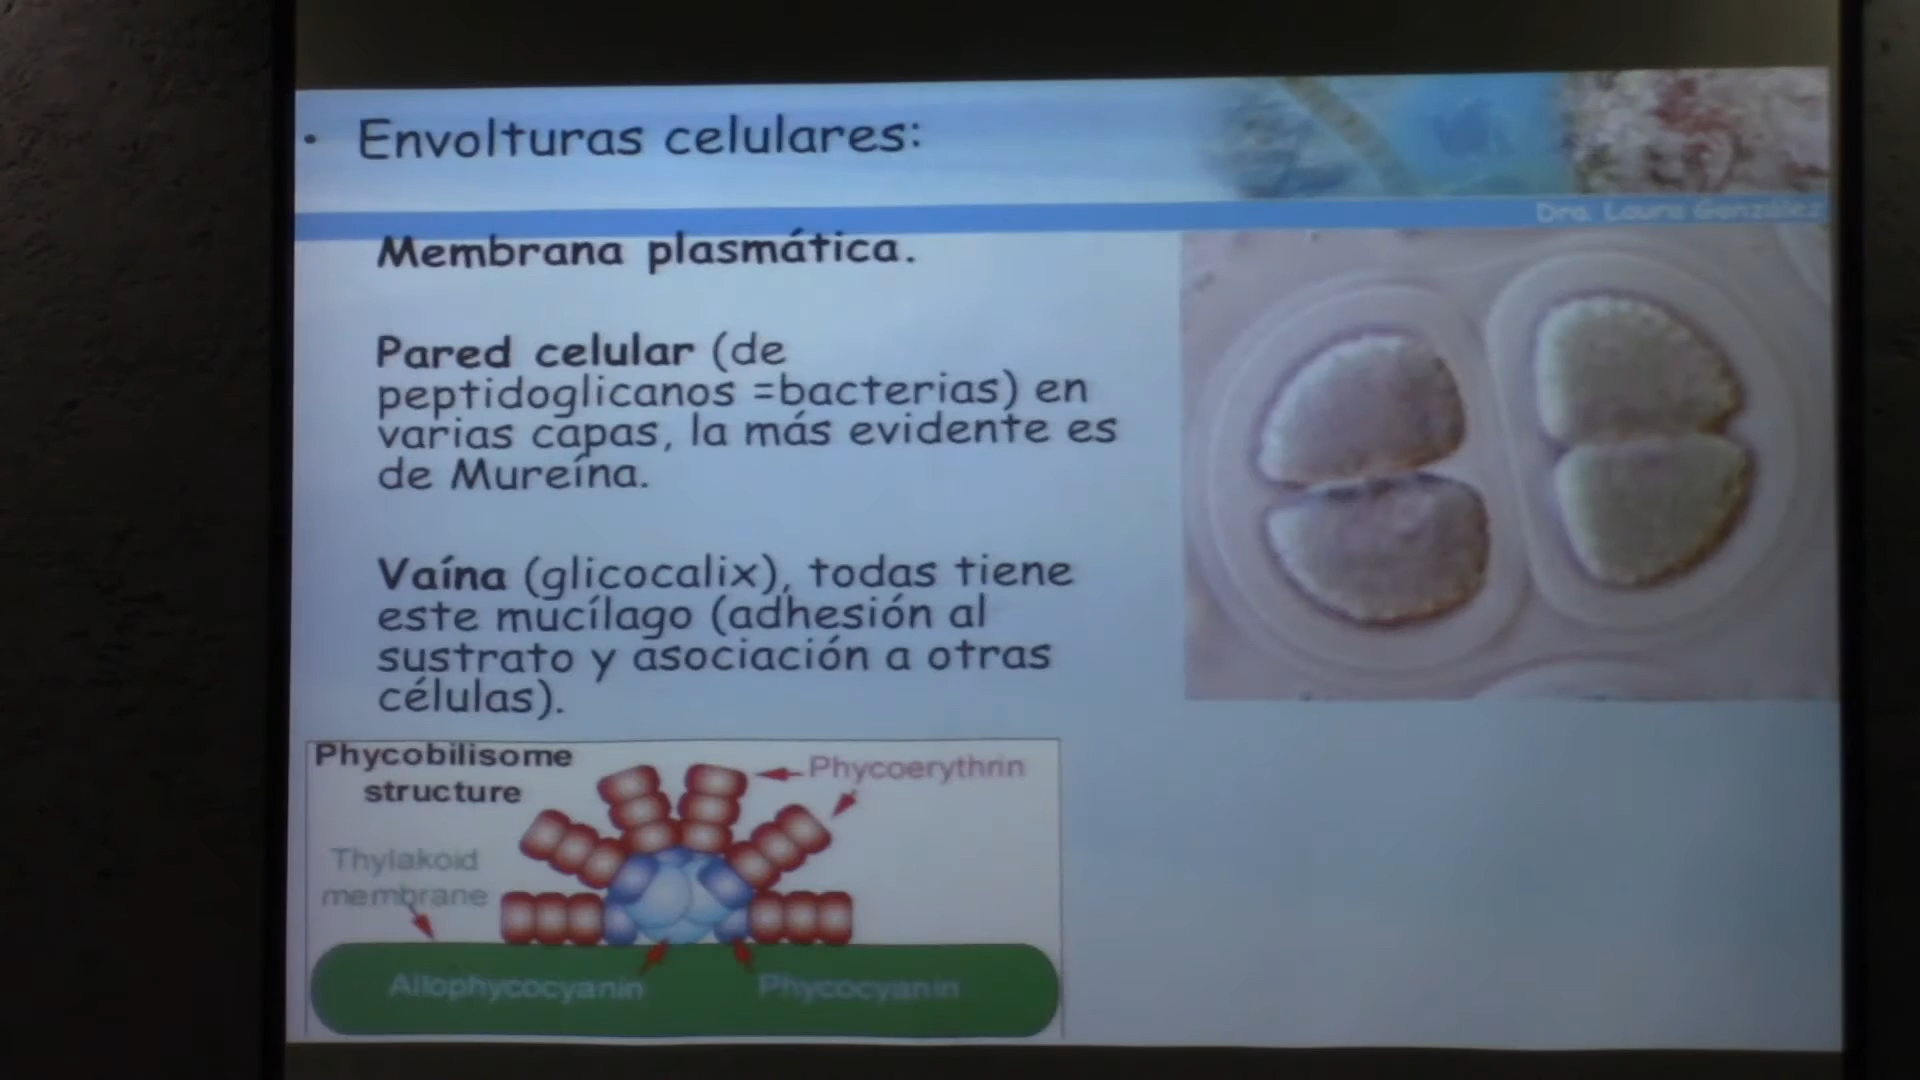 • Envolturas celulares:
Dra. Laura González
Membrana plasmática.
Pared celular (de
peptidoglicanos =bacterias) en
varias capas, la más evidente es
de Mureína.
Vaína (glicocalix), todas tiene
este mucílago (adhesión al
sustrato y asociación a otras
células).
Phycobilisome
structure
Phycoerythrin
Thylakoid
membrane
Allophycocyanin
Phycocyanin